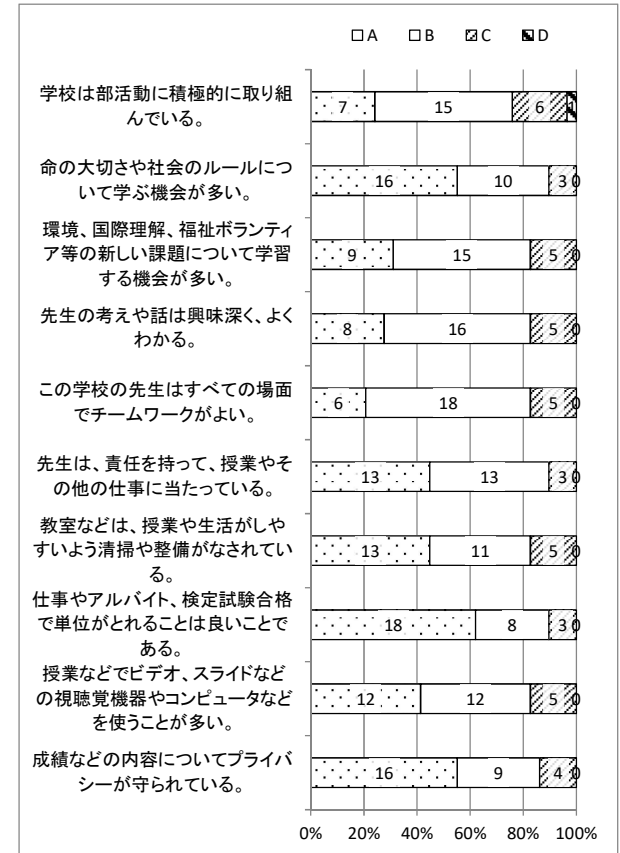 A B C D
学校は部活動に積極的に取り組
んでいる。
7 15 6 1
命の大切さや社会のルールにつ
いて学ぶ機会が多い。
16 10 3 0
環境、国際理解、福祉ボランティ
ア等の新しい課題について学習
する機会が多い。
9 15 5 0
先生の考えや話は興味深く、よく
わかる。
8 16 5 0
この学校の先生はすべての場面
でチームワークがよい。
6 18 5 0
先生は、責任を持って、授業やそ
の他の仕事に当たっている。
13 13 3 0
教室などは、授業や生活がしや
すいよう清掃や整備がなされてい
る。
13 11 5 0
仕事やアルバイト、検定試験合格
で単位がとれることは良いことで
ある。
18 8 3 0
授業などでビデオ、スライドなど
の視聴覚機器やコンピュータなど
を使うことが多い。
12 12 5 0
成績などの内容についてプライバ
シーが守られている。
16 9 4 0
0% 20% 40% 60% 80% 100%